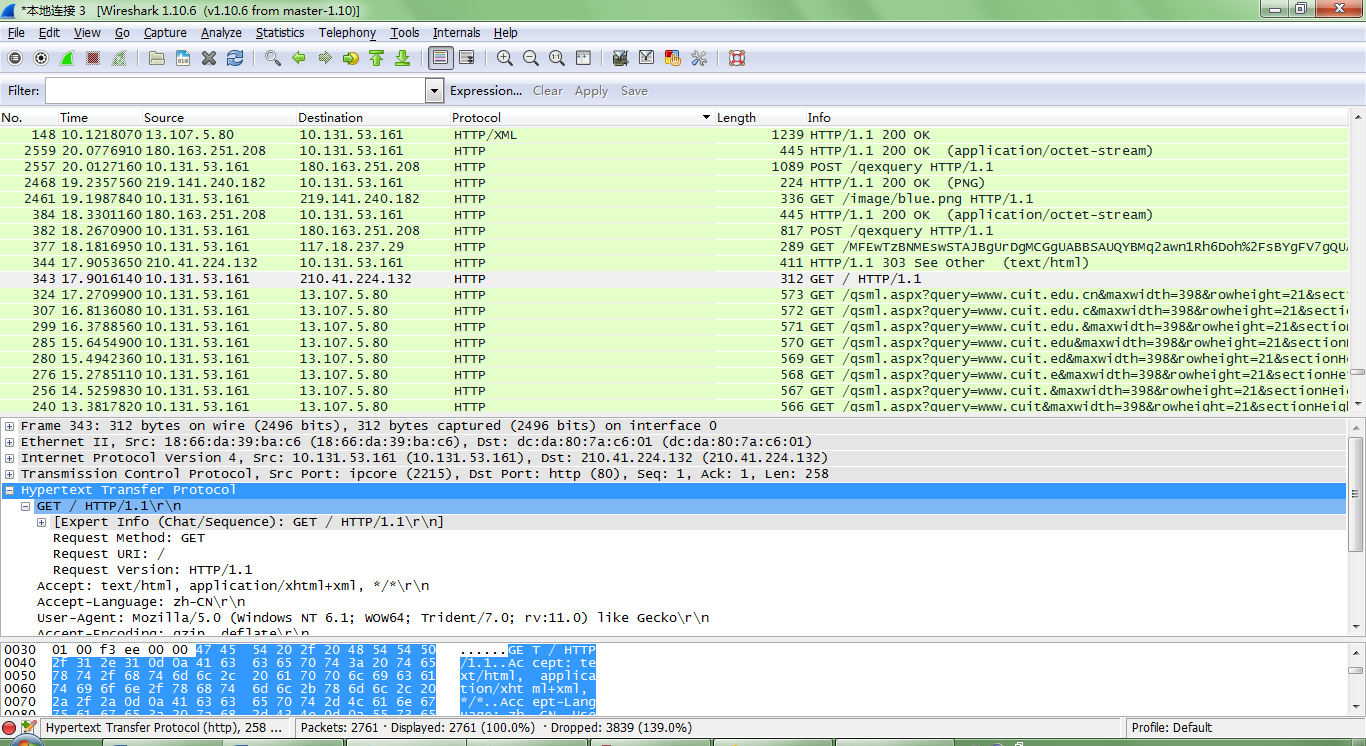 *本地连接 3 [Wireshark 1.10.6 (v1.10.6 from master-1.10)]
File Edit View Go Capture Analyze Statistics Telephony Tools Internals Help
Filter: Expression... Clear Apply Save
No. Time Source Destination Protocol Length Info
148 10.1218070 13.107.5.80 10.131.53.161 HTTP/XML 1239 HTTP/1.1 200 OK
2559 20.0776910 180.163.251.208 10.131.53.161 HTTP 445 HTTP/1.1 200 OK (application/octet-stream)
2557 20.0127160 10.131.53.161 180.163.251.208 HTTP 1089 POST /qexquery HTTP/1.1
2468 19.2357560 219.141.240.182 10.131.53.161 HTTP 224 HTTP/1.1 200 OK (PNG)
2461 19.1987840 10.131.53.161 219.141.240.182 HTTP 336 GET /image/blue.png HTTP/1.1
384 18.3301160 180.163.251.208 10.131.53.161 HTTP 445 HTTP/1.1 200 OK (application/octet-stream)
382 18.2670900 10.131.53.161 180.163.251.208 HTTP 817 POST /qexquery HTTP/1.1
377 18.1816950 10.131.53.161 117.18.237.29 HTTP 289 GET /MFEwTzBNMEswSTAJBgUrDgMCGgUABBSAUQYBMq2awn1Rh6Doh%2FsBYgFV7gQUA
344 17.9053650 210.41.224.132 10.131.53.161 HTTP 411 HTTP/1.1 303 See Other (text/html)
343 17.9016140 10.131.53.161 210.41.224.132 HTTP 312 GET / HTTP/1.1
324 17.2709900 10.131.53.161 13.107.5.80 HTTP 573 GET /qsml.aspx?query=www.cuit.edu.cn&maxwidth=398&rowheight=21&secti
307 16.8136080 10.131.53.161 13.107.5.80 HTTP 572 GET /qsml.aspx?query=www.cuit.edu.c&maxwidth=398&rowheight=21&sectio
299 16.3788560 10.131.53.161 13.107.5.80 HTTP 571 GET /qsml.aspx?query=www.cuit.edu.&maxwidth=398&rowheight=21&section
285 15.6454900 10.131.53.161 13.107.5.80 HTTP 570 GET /qsml.aspx?query=www.cuit.edu&maxwidth=398&rowheight=21&sectionH
280 15.4942360 10.131.53.161 13.107.5.80 HTTP 569 GET /qsml.aspx?query=www.cuit.ed&maxwidth=398&rowheight=21&sectionHe
276 15.2785110 10.131.53.161 13.107.5.80 HTTP 568 GET /qsml.aspx?query=www.cuit.e&maxwidth=398&rowheight=21&sectionHei
256 14.5259830 10.131.53.161 13.107.5.80 HTTP 567 GET /qsml.aspx?query=www.cuit.&maxwidth=398&rowheight=21&sectionHeig
240 13.3817820 10.131.53.161 13.107.5.80 HTTP 566 GET /qsml.aspx?query=www.cuit&maxwidth=398&rowheight=21&sectionHeigh
Frame 343: 312 bytes on wire (2496 bits), 312 bytes captured (2496 bits) on interface 0
Ethernet II, Src: 18:66:da:39:ba:c6 (18:66:da:39:ba:c6), Dst: dc:da:80:7a:c6:01 (dc:da:80:7a:c6:01)
Internet Protocol Version 4, Src: 10.131.53.161 (10.131.53.161), Dst: 210.41.224.132 (210.41.224.132)
Transmission Control Protocol, Src Port: ipcore (2215), Dst Port: http (80), Seq: 1, Ack: 1, Len: 258
Hypertext Transfer Protocol
GET / HTTP/1.1\r\n
[Expert Info (Chat/Sequence): GET / HTTP/1.1\r\n]
Request Method: GET
Request URI: /
Request Version: HTTP/1.1
Accept: text/html, application/xhtml+xml, */*\r\n
Accept-Language: zh-CN\r\n
User-Agent: Mozilla/5.0 (Windows NT 6.1; WOW64; Trident/7.0; rv:11.0) like Gecko\r\n
Accept-Encoding: gzip, deflate\r\n
0030 01 00 f3 ee 00 00 47 45 54 20 2f 20 48 54 54 50 ......GE T / HTTP
0040 2f 31 2e 31 0d 0a 41 63 63 65 70 74 3a 20 74 65 /1.1..Ac cept: te
0050 78 74 2f 68 74 6d 6c 2c 20 61 70 70 6c 69 63 61 xt/html, applica
0060 74 69 6f 6e 2f 78 68 74 6d 6c 2b 78 6d 6c 2c 20 tion/xht ml+xml,
0070 2a 2f 2a 0d 0a 41 63 63 65 70 74 2d 4c 61 6e 67 */*..Acc ept-Lang
0080 75 61 67 65 3a 20 7a 68 2d 43 4e 0d 0a 55 73 65 uage: zh -CN..Use
Hypertext Transfer Protocol (http), 258 ... Packets: 2761 · Displayed: 2761 (100.0%) · Dropped: 3839 (139.0%) Profile: Default